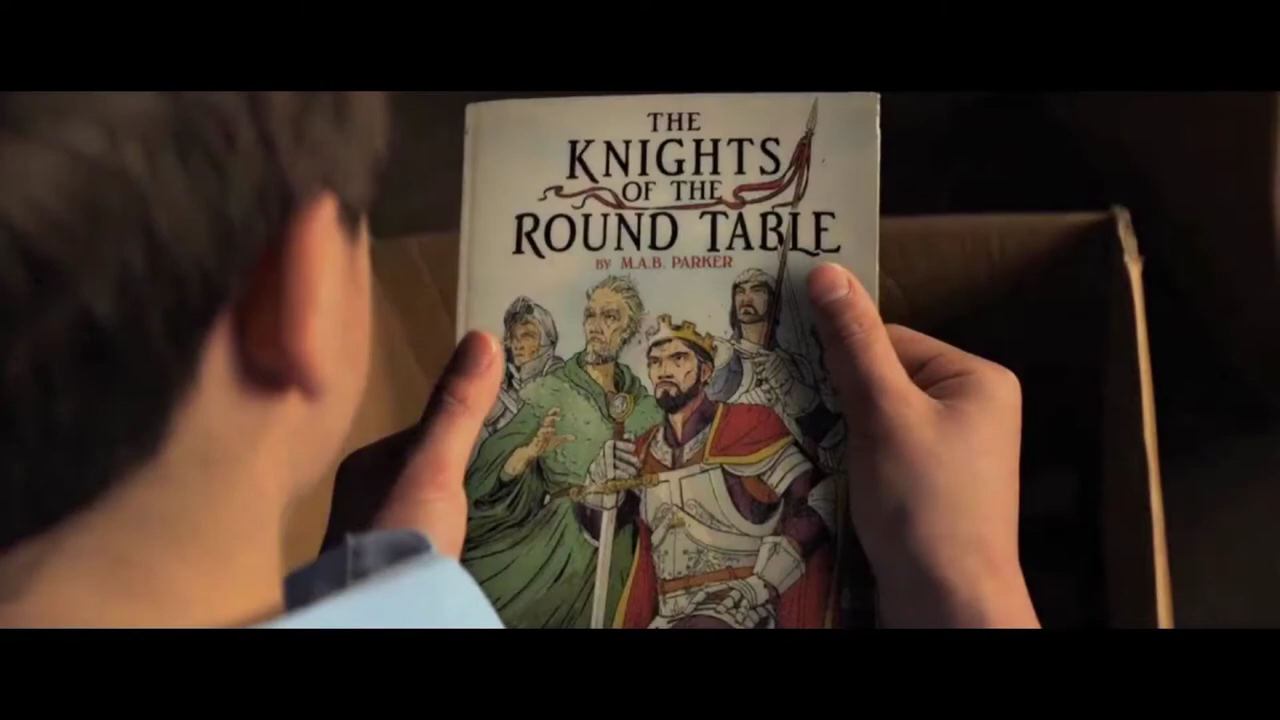 THE
KNIGHTS
OF THE
ROUND TABLE
BY M.A.B. PARKER